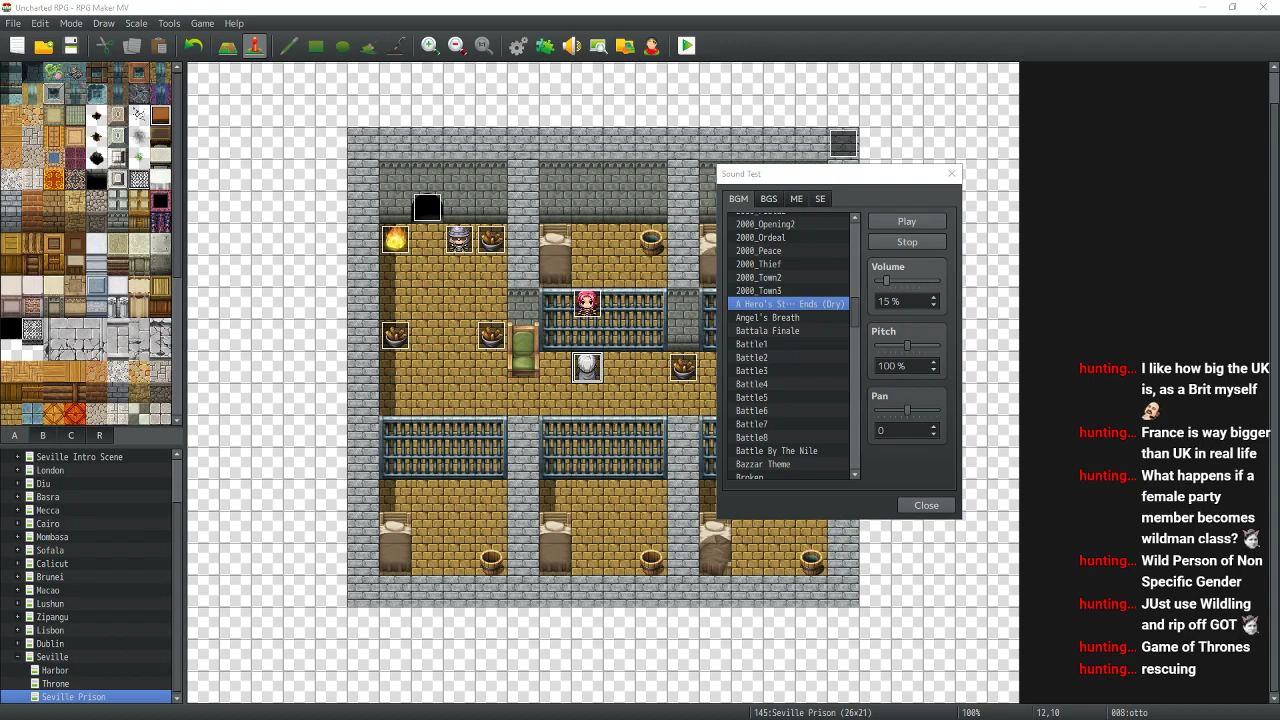 Uncharted RPG - RPG Maker MV
File Edit Mode Draw Scale Tools Game Help
Sound Test
BGM BGS ME SE
2000_Opening2
2000_Ordeal
2000_Peace
2000_Thief
2000_Town2
2000_Town3
A Hero's St··· Ends (Dry)
Angel's Breath
Battala Finale
Battle1
Battle2
Battle3
Battle4
Battle5
Battle6
Battle7
Battle8
Battle By The Nile
Bazzar Theme
Broken
Play
Stop
Volume
15 %
Pitch
100 %
Pan
0
Close
A B C R
Seville Intro Scene
London
Diu
Basra
Mecca
Cairo
Mombasa
Sofala
Calicut
Brunei
Macao
Lushun
Zipangu
Lisbon
Dublin
Seville
Harbor
Throne
Seville Prison
hunting... I like how big the UK
is, as a Brit myself
hunting... France is way bigger
than UK in real life
hunting... What happens if a
female party
member becomes
wildman class?
hunting... Wild Person of Non
Specific Gender
hunting... JUst use Wildling
and rip off GOT
hunting... Game of Thrones
hunting... rescuing
145:Seville Prison (26x21) 100% 12,10 008:otto